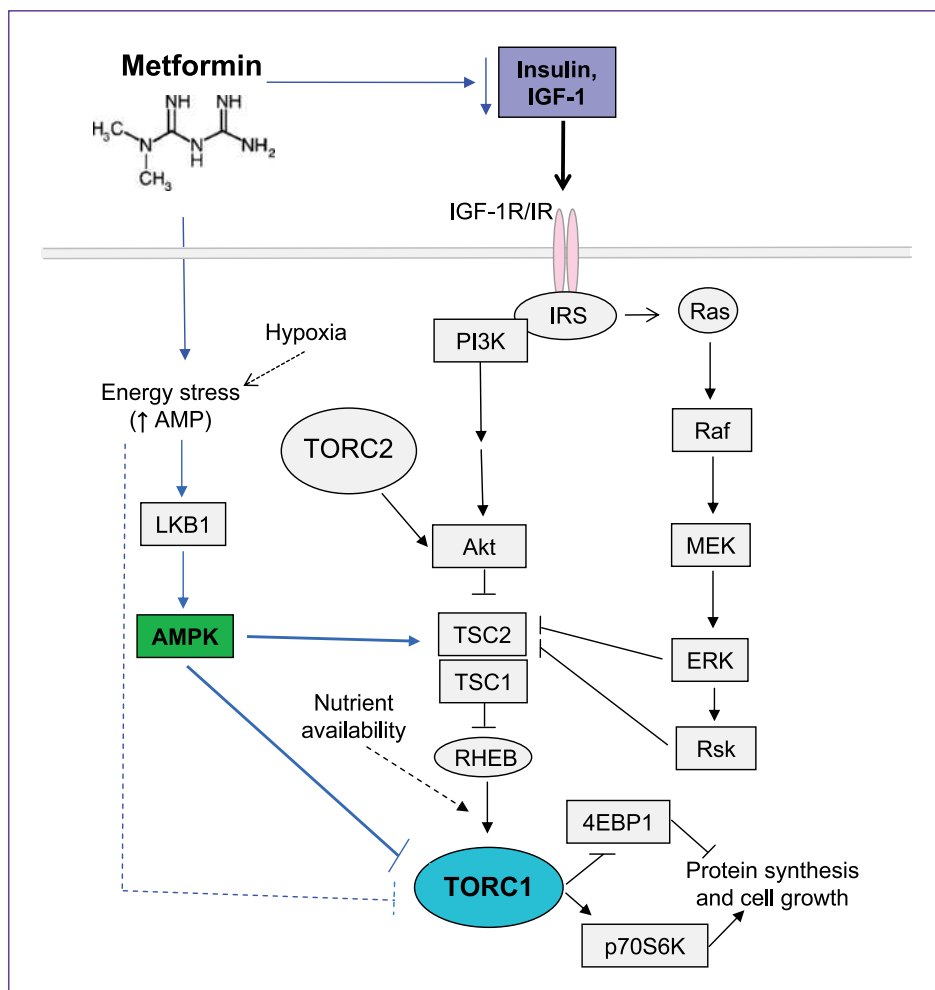 Metformin
Insulin,
IGF-1
NH NH
H₃C
N
N
H
NH₂
CH₃
IGF-1R/IR
IRS
Ras
PI3K
Hypoxia
Energy stress
(↑ AMP)
Raf
TORC2
LKB1
Akt
MEK
AMPK
TSC2
ERK
TSC1
Nutrient
availability
Rsk
RHEB
4EBP1
TORC1
Protein synthesis
and cell growth
p70S6K